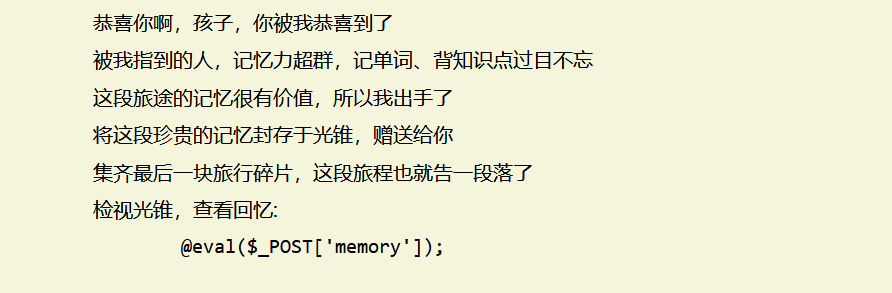 恭喜你啊，孩子，你被我恭喜到了
被我指到的人，记忆力超群，记单词、背知识点过目不忘
这段旅途的记忆很有价值，所以我出手了
将这段珍贵的记忆封存于光锥，赠送给你
集齐最后一块旅行碎片，这段旅程也就告一段落了
检视光锥，查看回忆:
@eval($_POST['memory']);